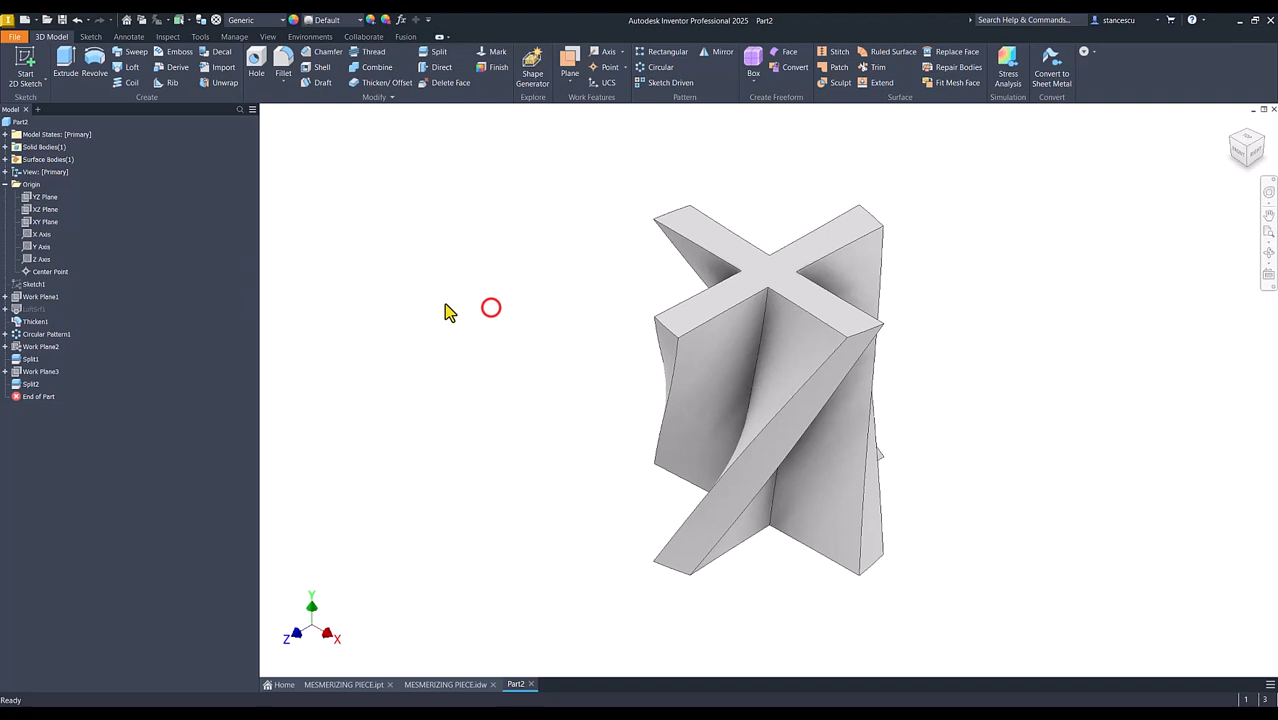 Generic
Default
Autodesk Inventor Professional 2025 Part2
Search Help & Commands...
stancescu
File
3D Model
Sketch
Annotate
Inspect
Tools
Manage
View
Environments
Collaborate
Fusion
Start
2D Sketch
Sketch
Extrude
Revolve
Sweep
Loft
Coil
Emboss
Derive
Rib
Decal
Import
Unwrap
Create
Hole
Fillet
Chamfer
Shell
Draft
Thread
Combine
Thicken/ Offset
Split
Direct
Delete Face
Modify
Mark
Finish
Shape
Generator
Explore
Plane
Axis
Point
UCS
Work Features
Rectangular
Circular
Sketch Driven
Mirror
Pattern
Box
Face
Convert
Create Freeform
Stitch
Patch
Sculpt
Ruled Surface
Trim
Extend
Replace Face
Repair Bodies
Fit Mesh Face
Surface
Stress
Analysis
Simulation
Convert to
Sheet Metal
Convert
Model
Part2
Model States: [Primary]
Solid Bodies(1)
Surface Bodies(1)
View: [Primary]
Origin
YZ Plane
XZ Plane
XY Plane
X Axis
Y Axis
Z Axis
Center Point
Sketch1
Work Plane1
LoftSrf1
Thicken1
Circular Pattern1
Work Plane2
Split1
Work Plane3
Split2
End of Part
TOP
FRONT
RIGHT
Y
Z
X
Home
MESMERIZING PIECE.ipt
MESMERIZING PIECE.idw
Part2
Ready
1
3